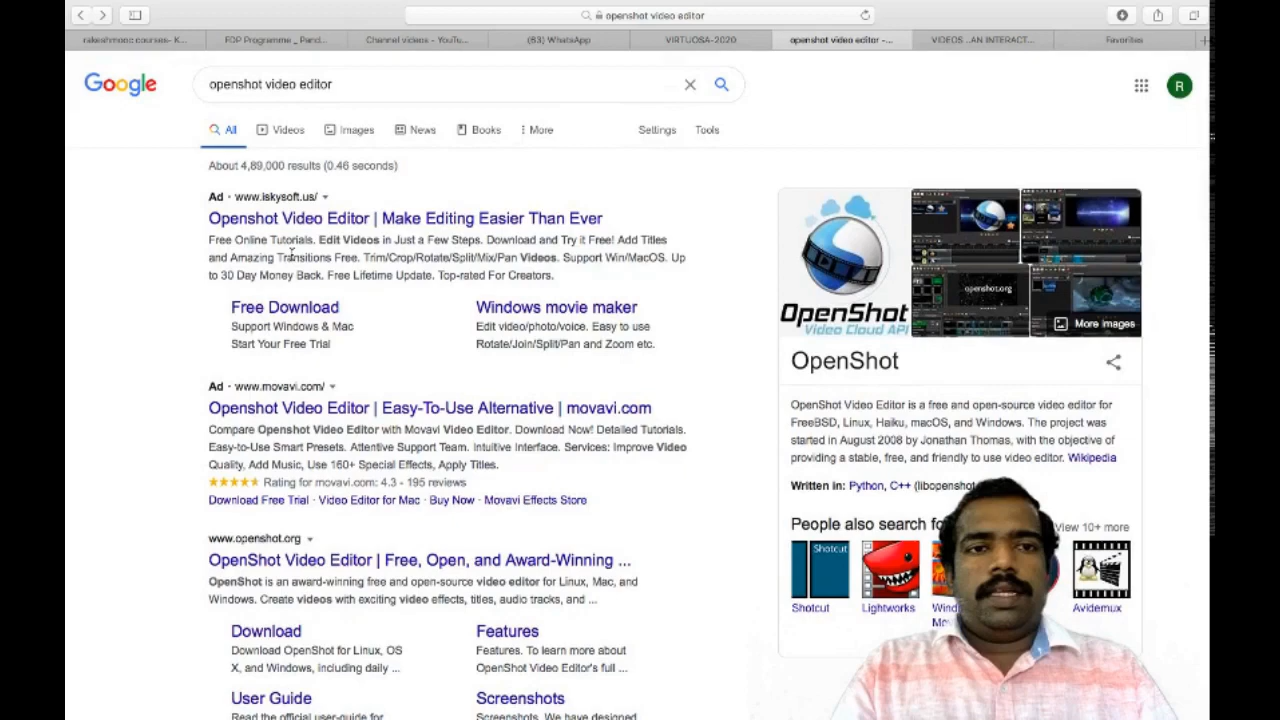 openshot video editor
rakeshmooc courses- K...
FDP Programme _ Pand...
Channel videos - YouTu...
(83) WhatsApp
VIRTUOSA-2020
openshot video editor -...
VIDEOS ..AN INTERACT...
Favorites
Google
openshot video editor
R
All
Videos
Images
News
Books
More
Settings
Tools
About 4,89,000 results (0.46 seconds)
Ad · www.iskysoft.us/
Openshot Video Editor | Make Editing Easier Than Ever
Free Online Tutorials. Edit Videos in Just a Few Steps. Download and Try it Free! Add Titles
and Amazing Transitions Free. Trim/Crop/Rotate/Split/Mix/Pan Videos. Support Win/MacOS. Up
to 30 Day Money Back. Free Lifetime Update. Top-rated For Creators.
Free Download
Support Windows & Mac
Start Your Free Trial
Windows movie maker
Edit video/photo/voice. Easy to use
Rotate/Join/Split/Pan and Zoom etc.
Ad · www.movavi.com/
Openshot Video Editor | Easy-To-Use Alternative | movavi.com
Compare Openshot Video Editor with Movavi Video Editor. Download Now! Detailed Tutorials.
Easy-to-Use Smart Presets. Attentive Support Team. Intuitive Interface. Services: Improve Video
Quality, Add Music, Use 160+ Special Effects, Apply Titles.
Rating for movavi.com: 4.3 - 195 reviews
Download Free Trial · Video Editor for Mac · Buy Now · Movavi Effects Store
www.openshot.org
OpenShot Video Editor | Free, Open, and Award-Winning ...
OpenShot is an award-winning free and open-source video editor for Linux, Mac, and
Windows. Create videos with exciting video effects, titles, audio tracks, and ...
Download
Download OpenShot for Linux, OS
X, and Windows, including daily ...
Features
Features. To learn more about
OpenShot Video Editor's full ...
User Guide
Read the official user-guide for
Screenshots
Screenshots. We have designed
OpenShot
Video Cloud API
openshot.org
More images
OpenShot
OpenShot Video Editor is a free and open-source video editor for
FreeBSD, Linux, Haiku, macOS, and Windows. The project was
started in August 2008 by Jonathan Thomas, with the objective of
providing a stable, free, and friendly to use video editor. Wikipedia
Written in: Python, C++ (libopenshot
People also search fo
View 10+ more
Shotcut
Shotcut
Lightworks
Wind
Mo
Avidemux